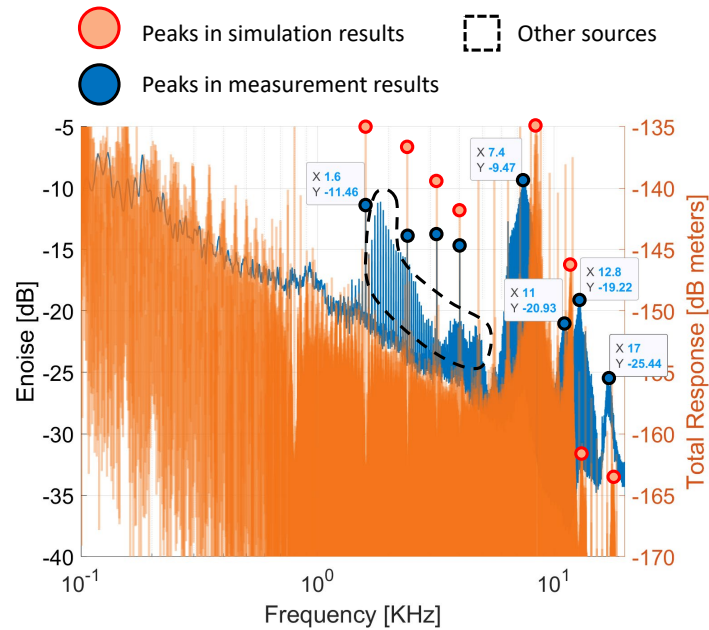 Peaks in simulation results
Other sources
Peaks in measurement results
-5
-10
-15
-20
-25
-30
-35
-40
Enoise [dB]
-135
-140
-145
-150
-155
-160
-165
-170
Total Response [dB meters]
X 1.6
Y -11.46
X 7.4
Y -9.47
X 11
Y -20.93
X 12.8
Y -19.22
X 17
Y -25.44
10^-1
10^0
10^1
Frequency [KHz]